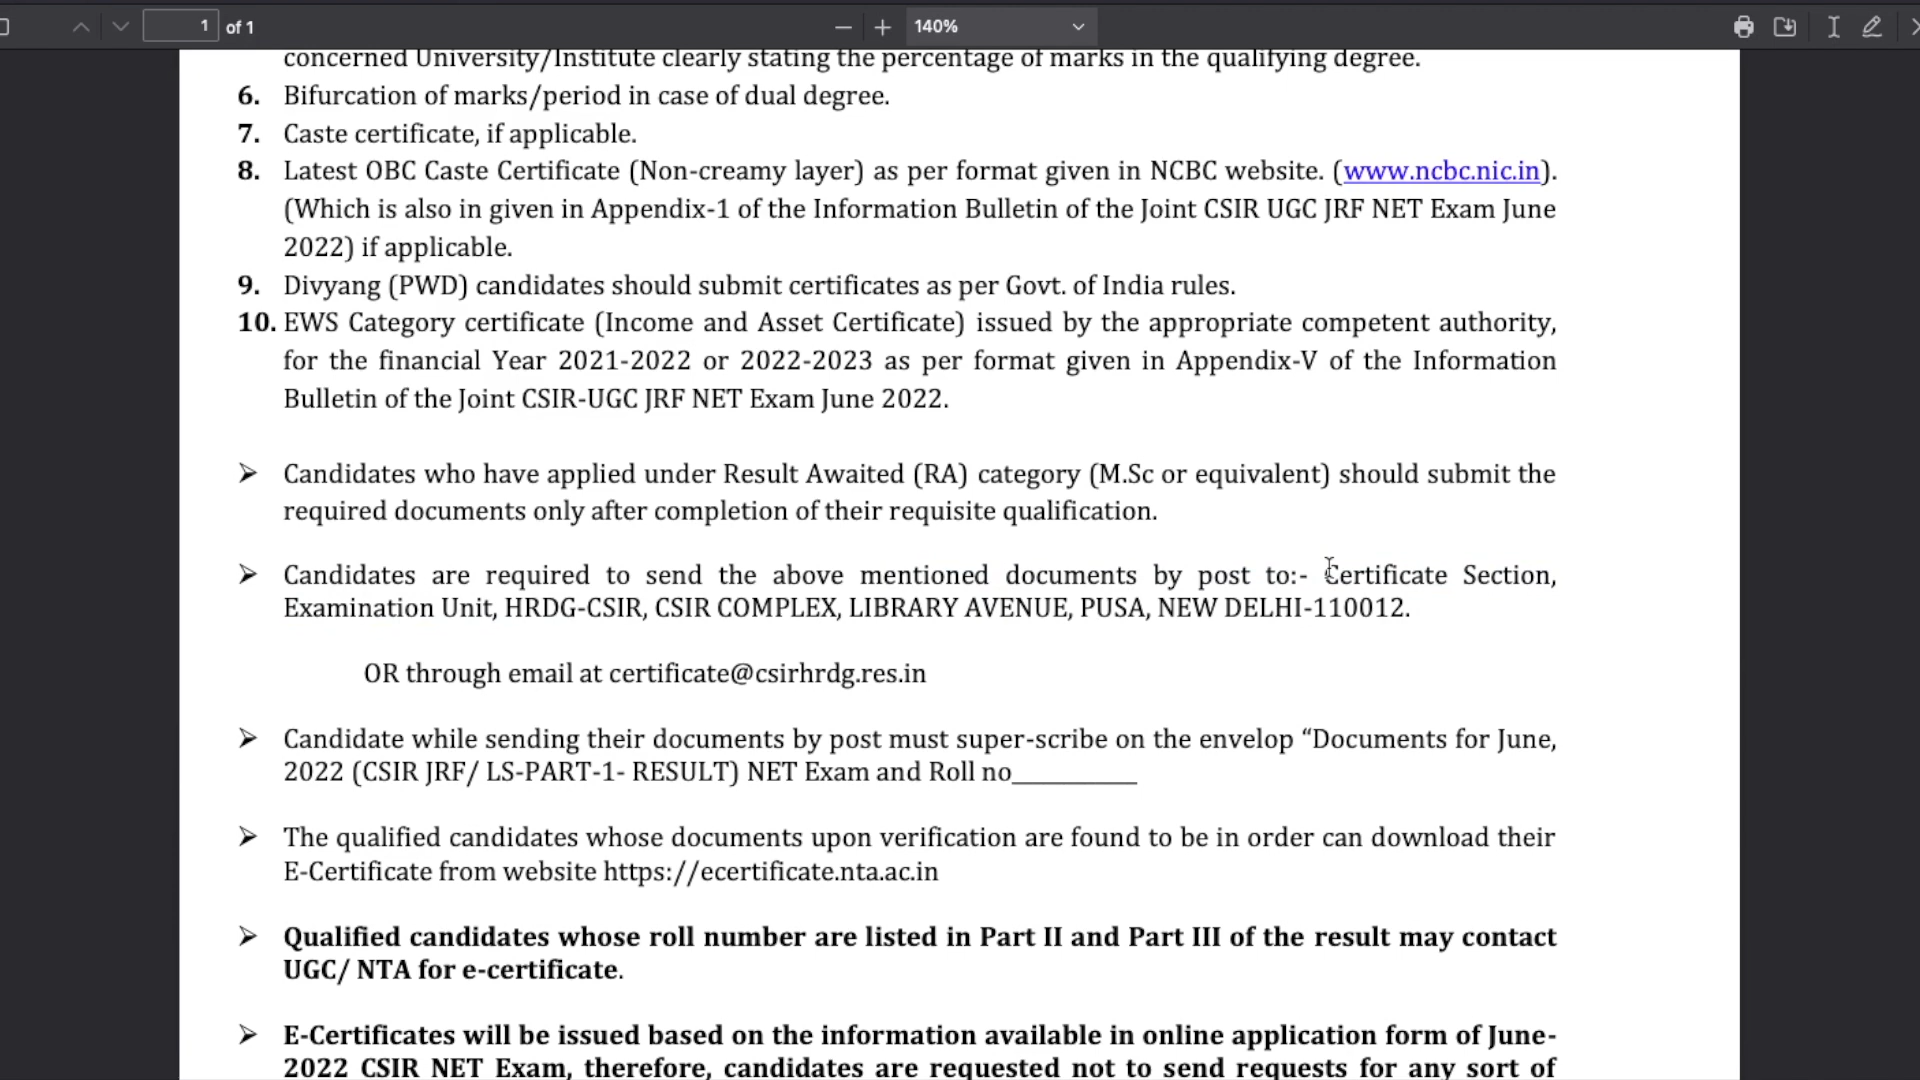 1 of 1
140%
concerned University/Institute clearly stating the percentage of marks in the qualifying degree.
6. Bifurcation of marks/period in case of dual degree.
7. Caste certificate, if applicable.
8. Latest OBC Caste Certificate (Non-creamy layer) as per format given in NCBC website. (www.ncbc.nic.in).
(Which is also in given in Appendix-1 of the Information Bulletin of the Joint CSIR UGC JRF NET Exam June
2022) if applicable.
9. Divyang (PWD) candidates should submit certificates as per Govt. of India rules.
10. EWS Category certificate (Income and Asset Certificate) issued by the appropriate competent authority,
for the financial Year 2021-2022 or 2022-2023 as per format given in Appendix-V of the Information
Bulletin of the Joint CSIR-UGC JRF NET Exam June 2022.
➢ Candidates who have applied under Result Awaited (RA) category (M.Sc or equivalent) should submit the
required documents only after completion of their requisite qualification.
➢ Candidates are required to send the above mentioned documents by post to:- Certificate Section,
Examination Unit, HRDG-CSIR, CSIR COMPLEX, LIBRARY AVENUE, PUSA, NEW DELHI-110012.
OR through email at certificate@csirhrdg.res.in
➢ Candidate while sending their documents by post must super-scribe on the envelop “Documents for June,
2022 (CSIR JRF/ LS-PART-1- RESULT) NET Exam and Roll no__________
➢ The qualified candidates whose documents upon verification are found to be in order can download their
E-Certificate from website https://ecertificate.nta.ac.in
➢ Qualified candidates whose roll number are listed in Part II and Part III of the result may contact
UGC/ NTA for e-certificate.
➢ E-Certificates will be issued based on the information available in online application form of June-
2022 CSIR NET Exam, therefore, candidates are requested not to send requests for any sort of